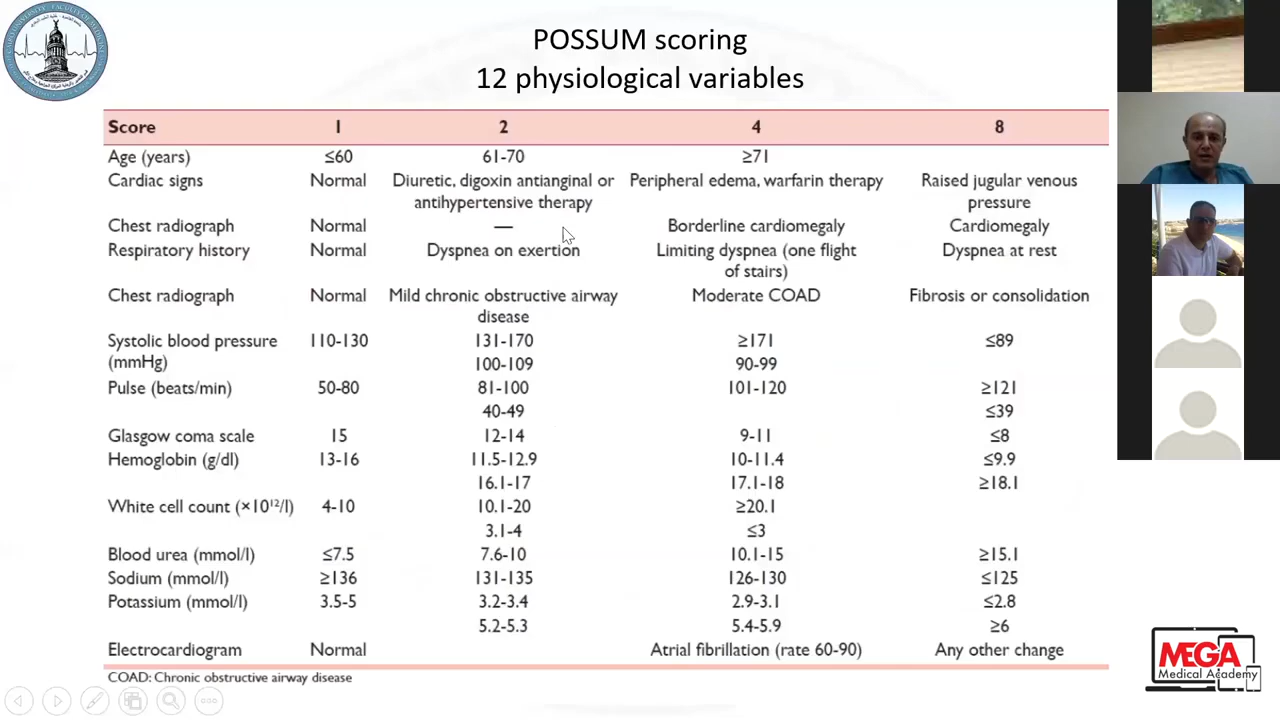 POSSUM scoring
12 physiological variables
Score 1 2 4 8
Age (years) ≤60 61-70 ≥71
Cardiac signs Normal Diuretic, digoxin antianginal or Peripheral edema, warfarin therapy Raised jugular venous
antihypertensive therapy pressure
Chest radiograph Normal — Borderline cardiomegaly Cardiomegaly
Respiratory history Normal Dyspnea on exertion Limiting dyspnea (one flight Dyspnea at rest
of stairs)
Chest radiograph Normal Mild chronic obstructive airway Moderate COAD Fibrosis or consolidation
disease
Systolic blood pressure 110-130 131-170 ≥171 ≤89
(mmHg) 100-109 90-99
Pulse (beats/min) 50-80 81-100 101-120 ≥121
40-49 ≤39
Glasgow coma scale 15 12-14 9-11 ≤8
Hemoglobin (g/dl) 13-16 11.5-12.9 10-11.4 ≤9.9
16.1-17 17.1-18 ≥18.1
White cell count (×10¹²/l) 4-10 10.1-20 ≥20.1
3.1-4 ≤3
Blood urea (mmol/l) ≤7.5 7.6-10 10.1-15 ≥15.1
Sodium (mmol/l) ≥136 131-135 126-130 ≤125
Potassium (mmol/l) 3.5-5 3.2-3.4 2.9-3.1 ≤2.8
5.2-5.3 5.4-5.9 ≥6
Electrocardiogram Normal Atrial fibrillation (rate 60-90) Any other change
COAD: Chronic obstructive airway disease
MEGA
Medical Academy